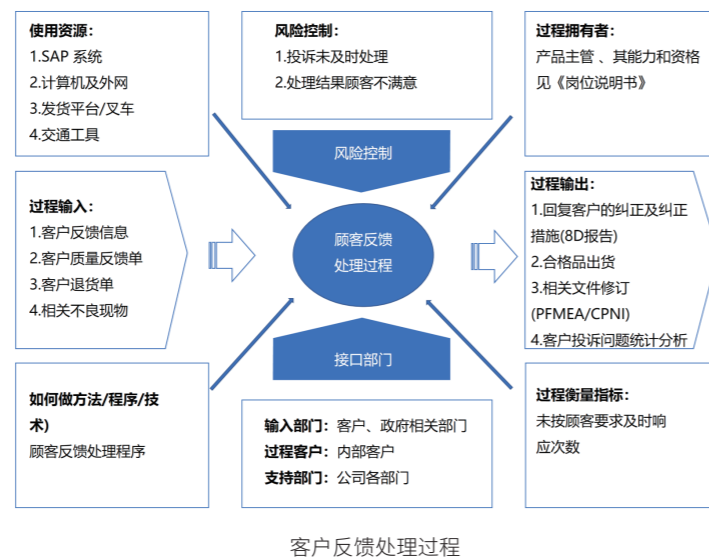 使用资源：
1.SAP 系统
2.计算机及外网
3.发货平台/叉车
4.交通工具
风险控制：
1.投诉未及时处理
2.处理结果顾客不满意
过程拥有者：
产品主管 、其能力和资格
见《岗位说明书》
风险控制
过程输入：
1.客户反馈信息
2.客户质量反馈单
3.客户退货单
4.相关不良现物
顾客反馈
处理过程
过程输出：
1.回复客户的纠正及纠正
措施(8D报告)
2.合格品出货
3.相关文件修订
(PFMEA/CPNI)
4.客户投诉问题统计分析
接口部门
如何做方法/程序/技
术)
顾客反馈处理程序
输入部门：客户、政府相关部门
过程客户：内部客户
支持部门：公司各部门
过程衡量指标：
未按顾客要求及时响
应次数
客户反馈处理过程